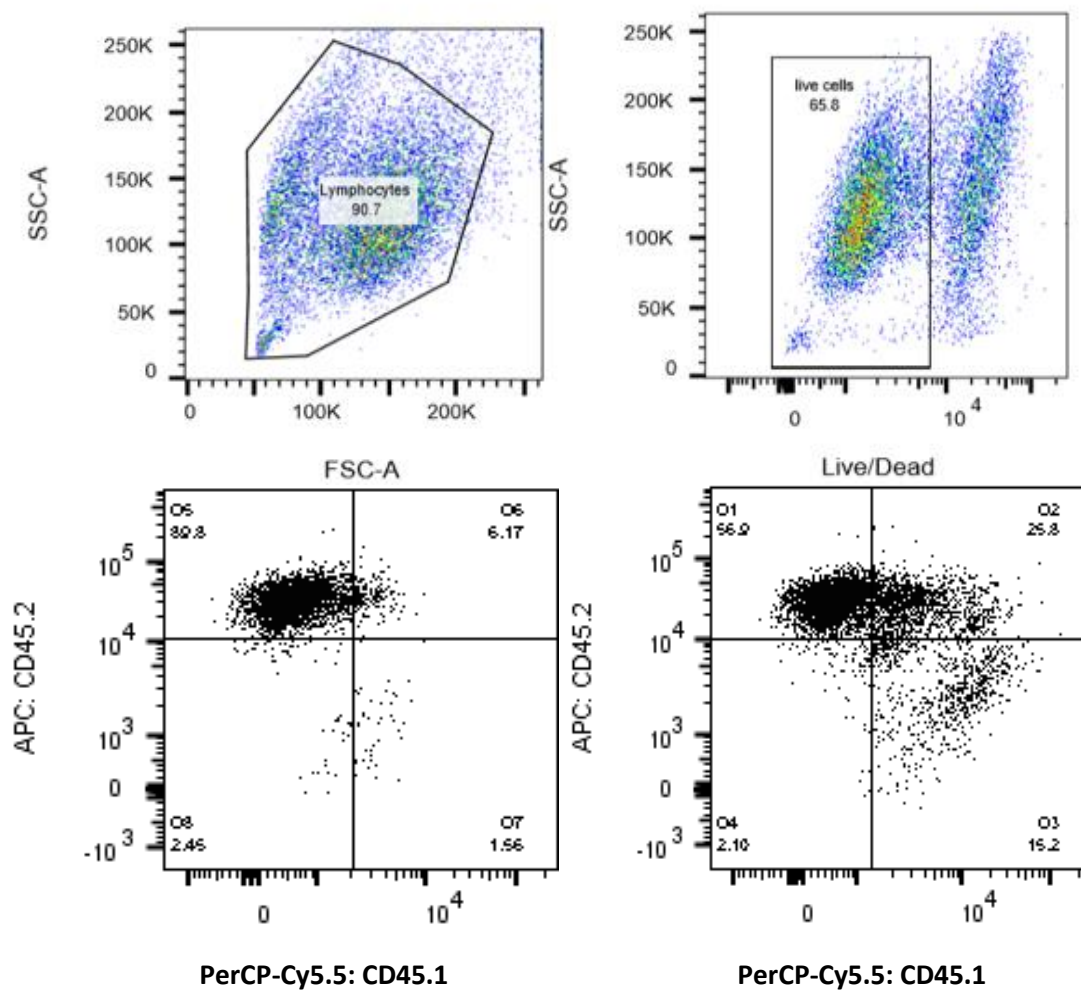 250K
200K
150K
100K
50K
0
SSC-A
Lymphocytes
90.7
0
100K
200K
FSC-A
250K
200K
150K
100K
50K
0
SSC-A
live cells
65.8
0
10 4
Live/Dead
Q5
89.8
Q6
6.17
10 5
10 4
10 3
0
-10 3
APC: CD45.2
Q8
2.46
Q7
1.56
0
10 4
PerCP-Cy5.5: CD45.1
Q1
56.9
Q2
25.8
10 5
10 4
10 3
0
-10 3
APC: CD45.2
Q4
2.10
Q3
15.2
0
10 4
PerCP-Cy5.5: CD45.1